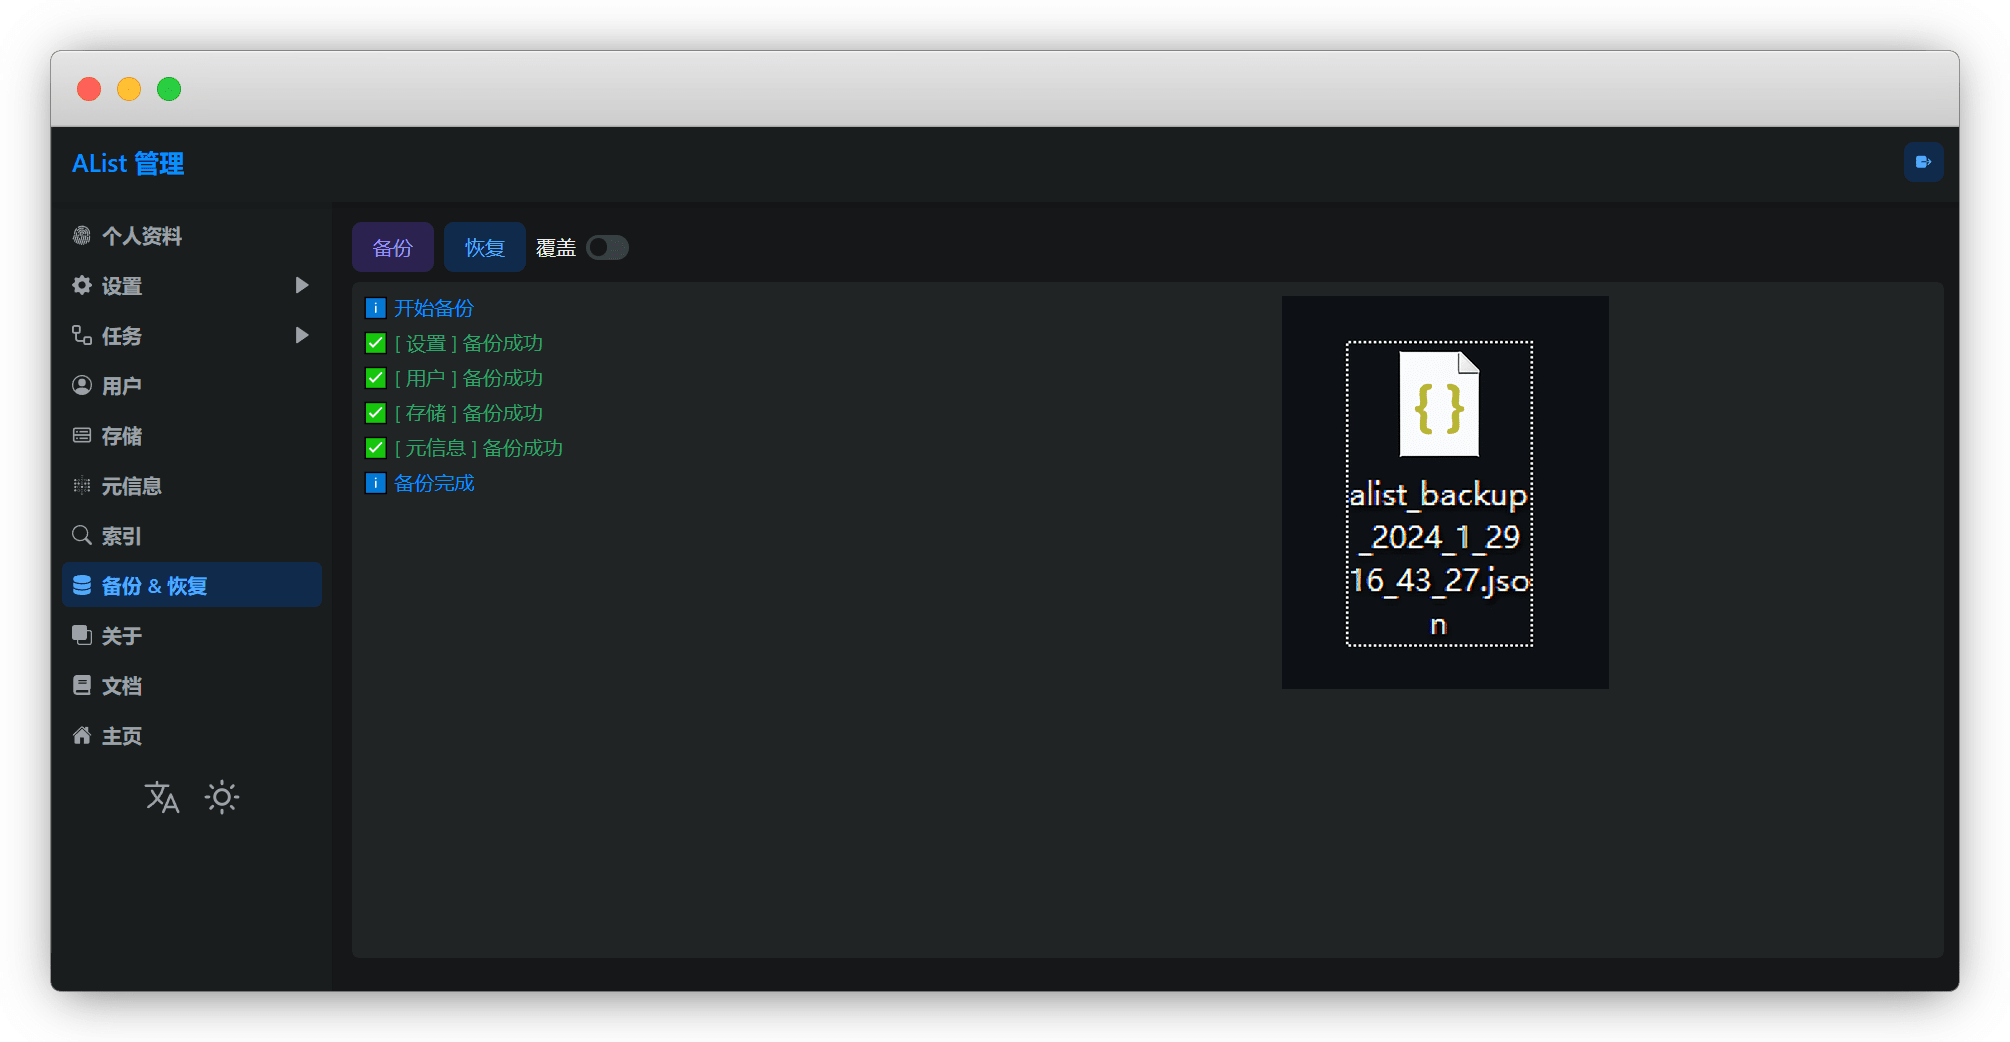 AList 管理
个人资料
设置
任务
用户
存储
元信息
索引
备份 & 恢复
关于
文档
主页
备份 恢复 覆盖
开始备份
[ 设置 ] 备份成功
[ 用户 ] 备份成功
[ 存储 ] 备份成功
[ 元信息 ] 备份成功
备份完成
alist_backup
_2024_1_29
16_43_27.jso
n